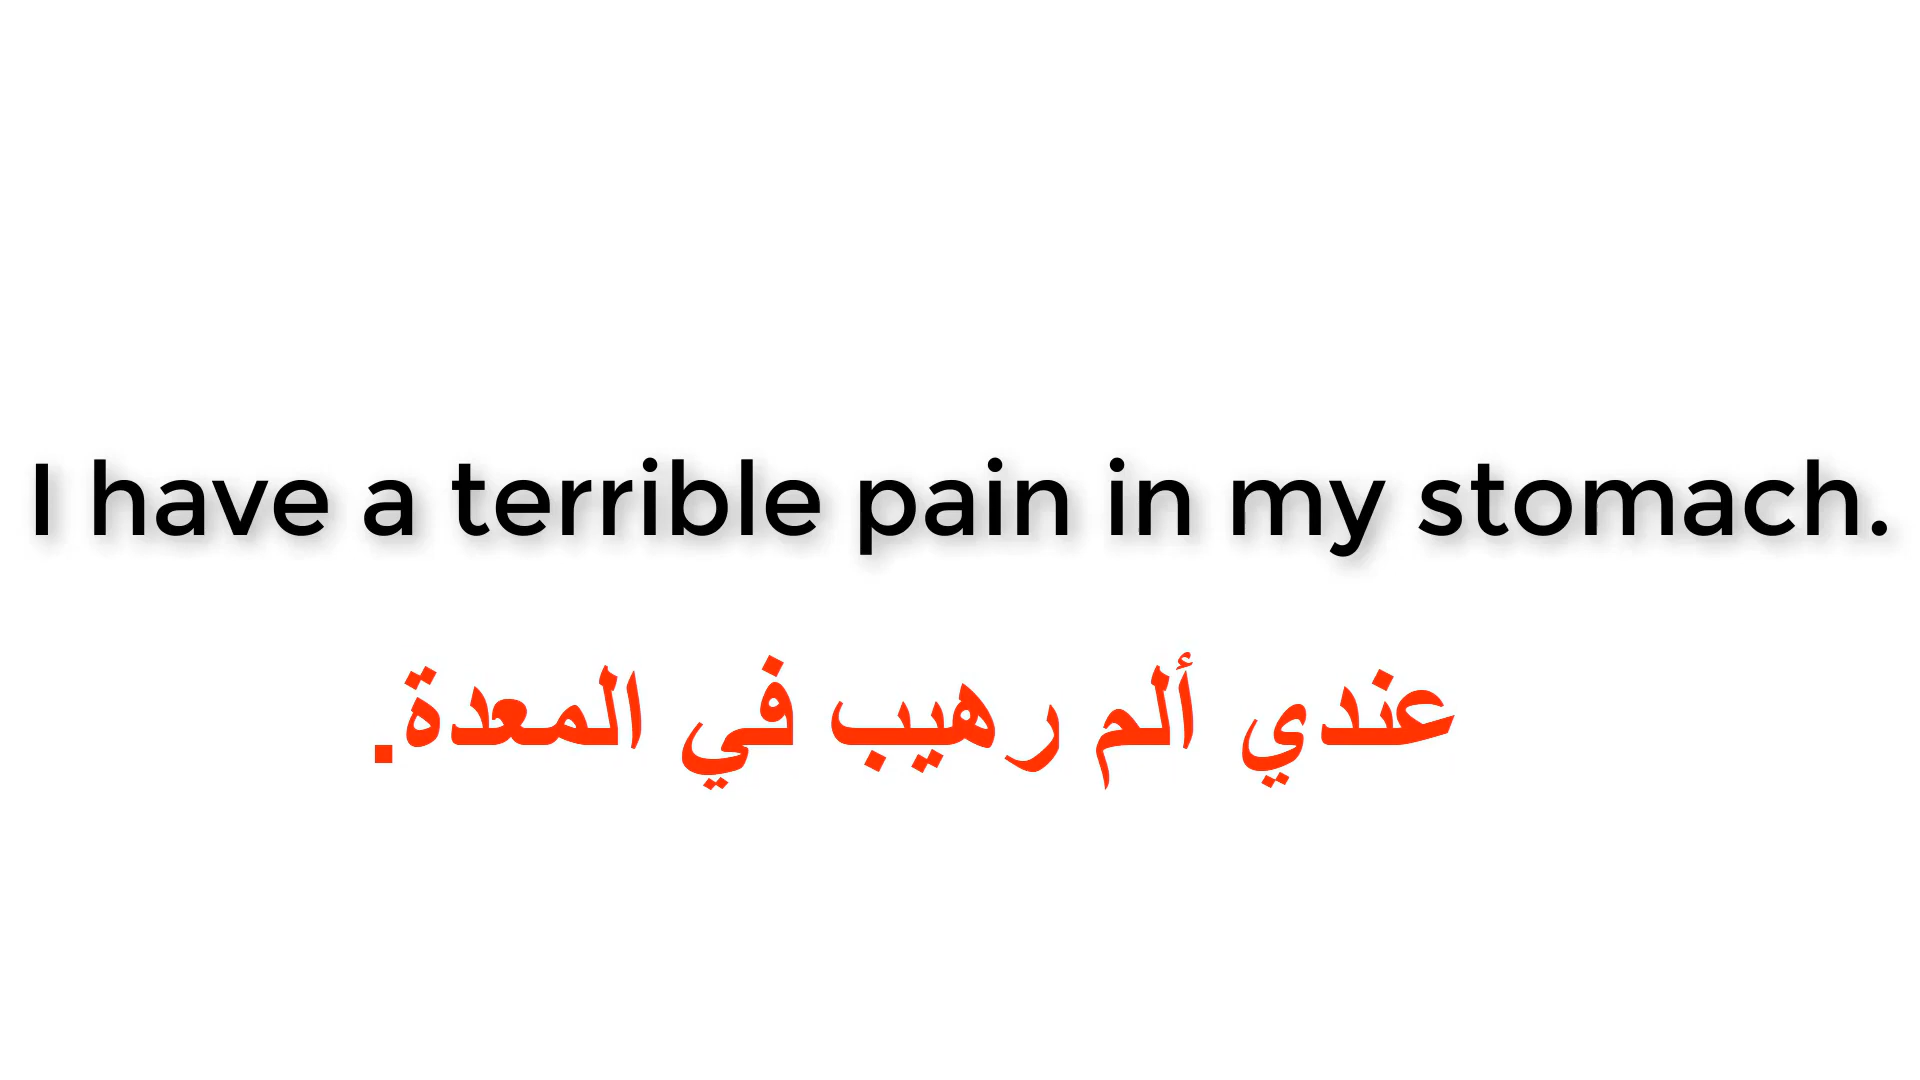 I have a terrible pain in my stomach.
عندي ألم رهيب في المعدة.